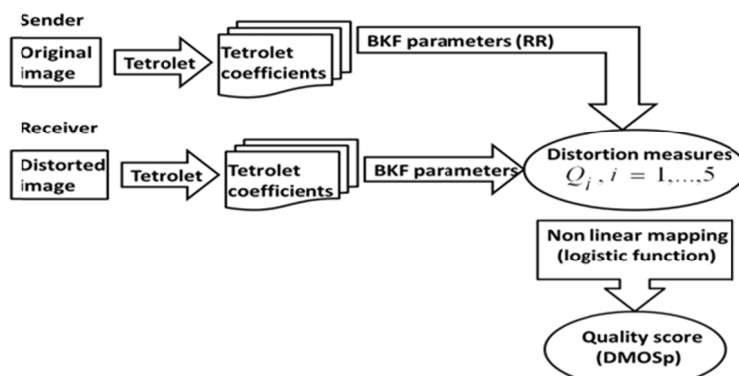 Sender
Original
image
Tetrolet
Tetrolet
coefficients
BKF parameters (RR)
Receiver
Distorted
image
Tetrolet
Tetrolet
coefficients
BKF parameters
Distortion measures
Q_i , i = 1,...,5
Non linear mapping
(logistic function)
Quality score
(DMOSp)